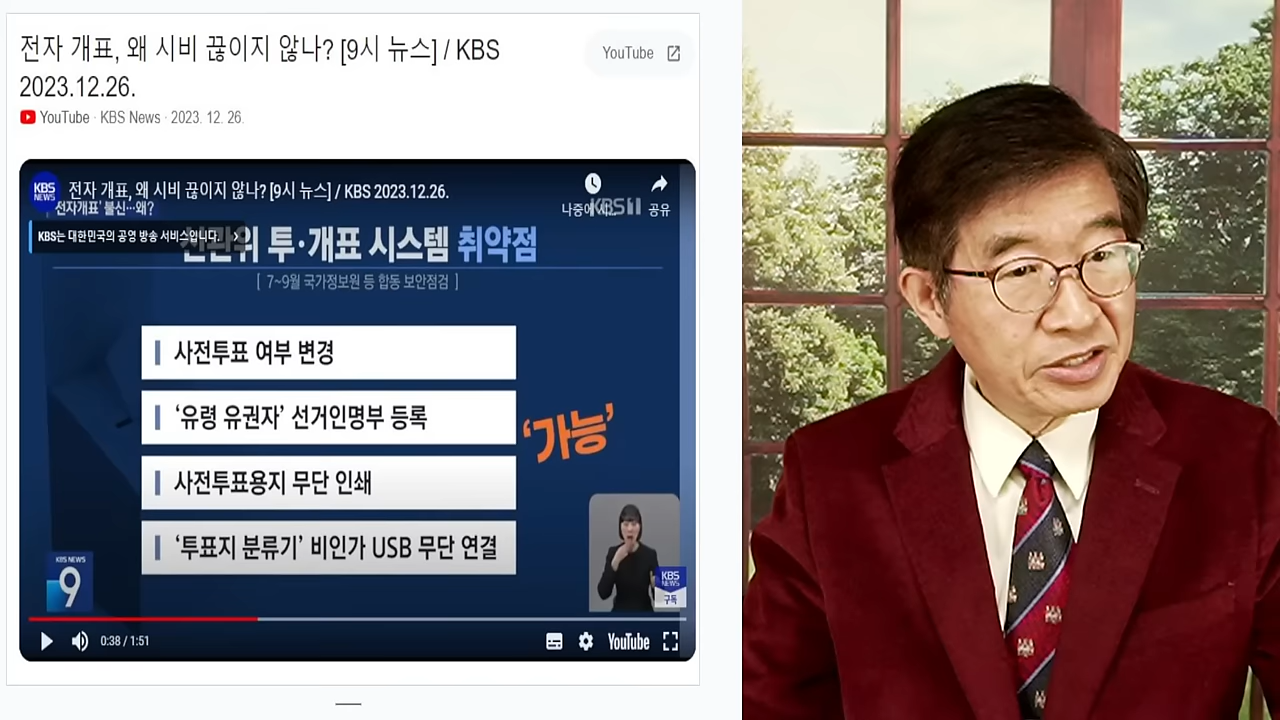 전자 개표, 왜 시비 끊이지 않나? [9시 뉴스] / KBS
2023.12.26.
YouTube
YouTube · KBS News · 2023. 12. 26.
KBS NEWS
전자 개표, 왜 시비 끊이지 않나? [9시 뉴스] / KBS 2023.12.26.
'전자개표' 불신…왜?
KBS1
공유
KBS는 대한민국의 공영 방송 서비스입니다.
투·개표 시스템 취약점
[ 7~9월 국가정보원 등 합동 보안점검 ]
사전투표 여부 변경
‘유령 유권자’ 선거인명부 등록
‘가능’
사전투표용지 무단 인쇄
‘투표지 분류기’ 비인가 USB 무단 연결
KBS NEWS
9
KBS NEWS
구독
0:38 / 1:51
YouTube